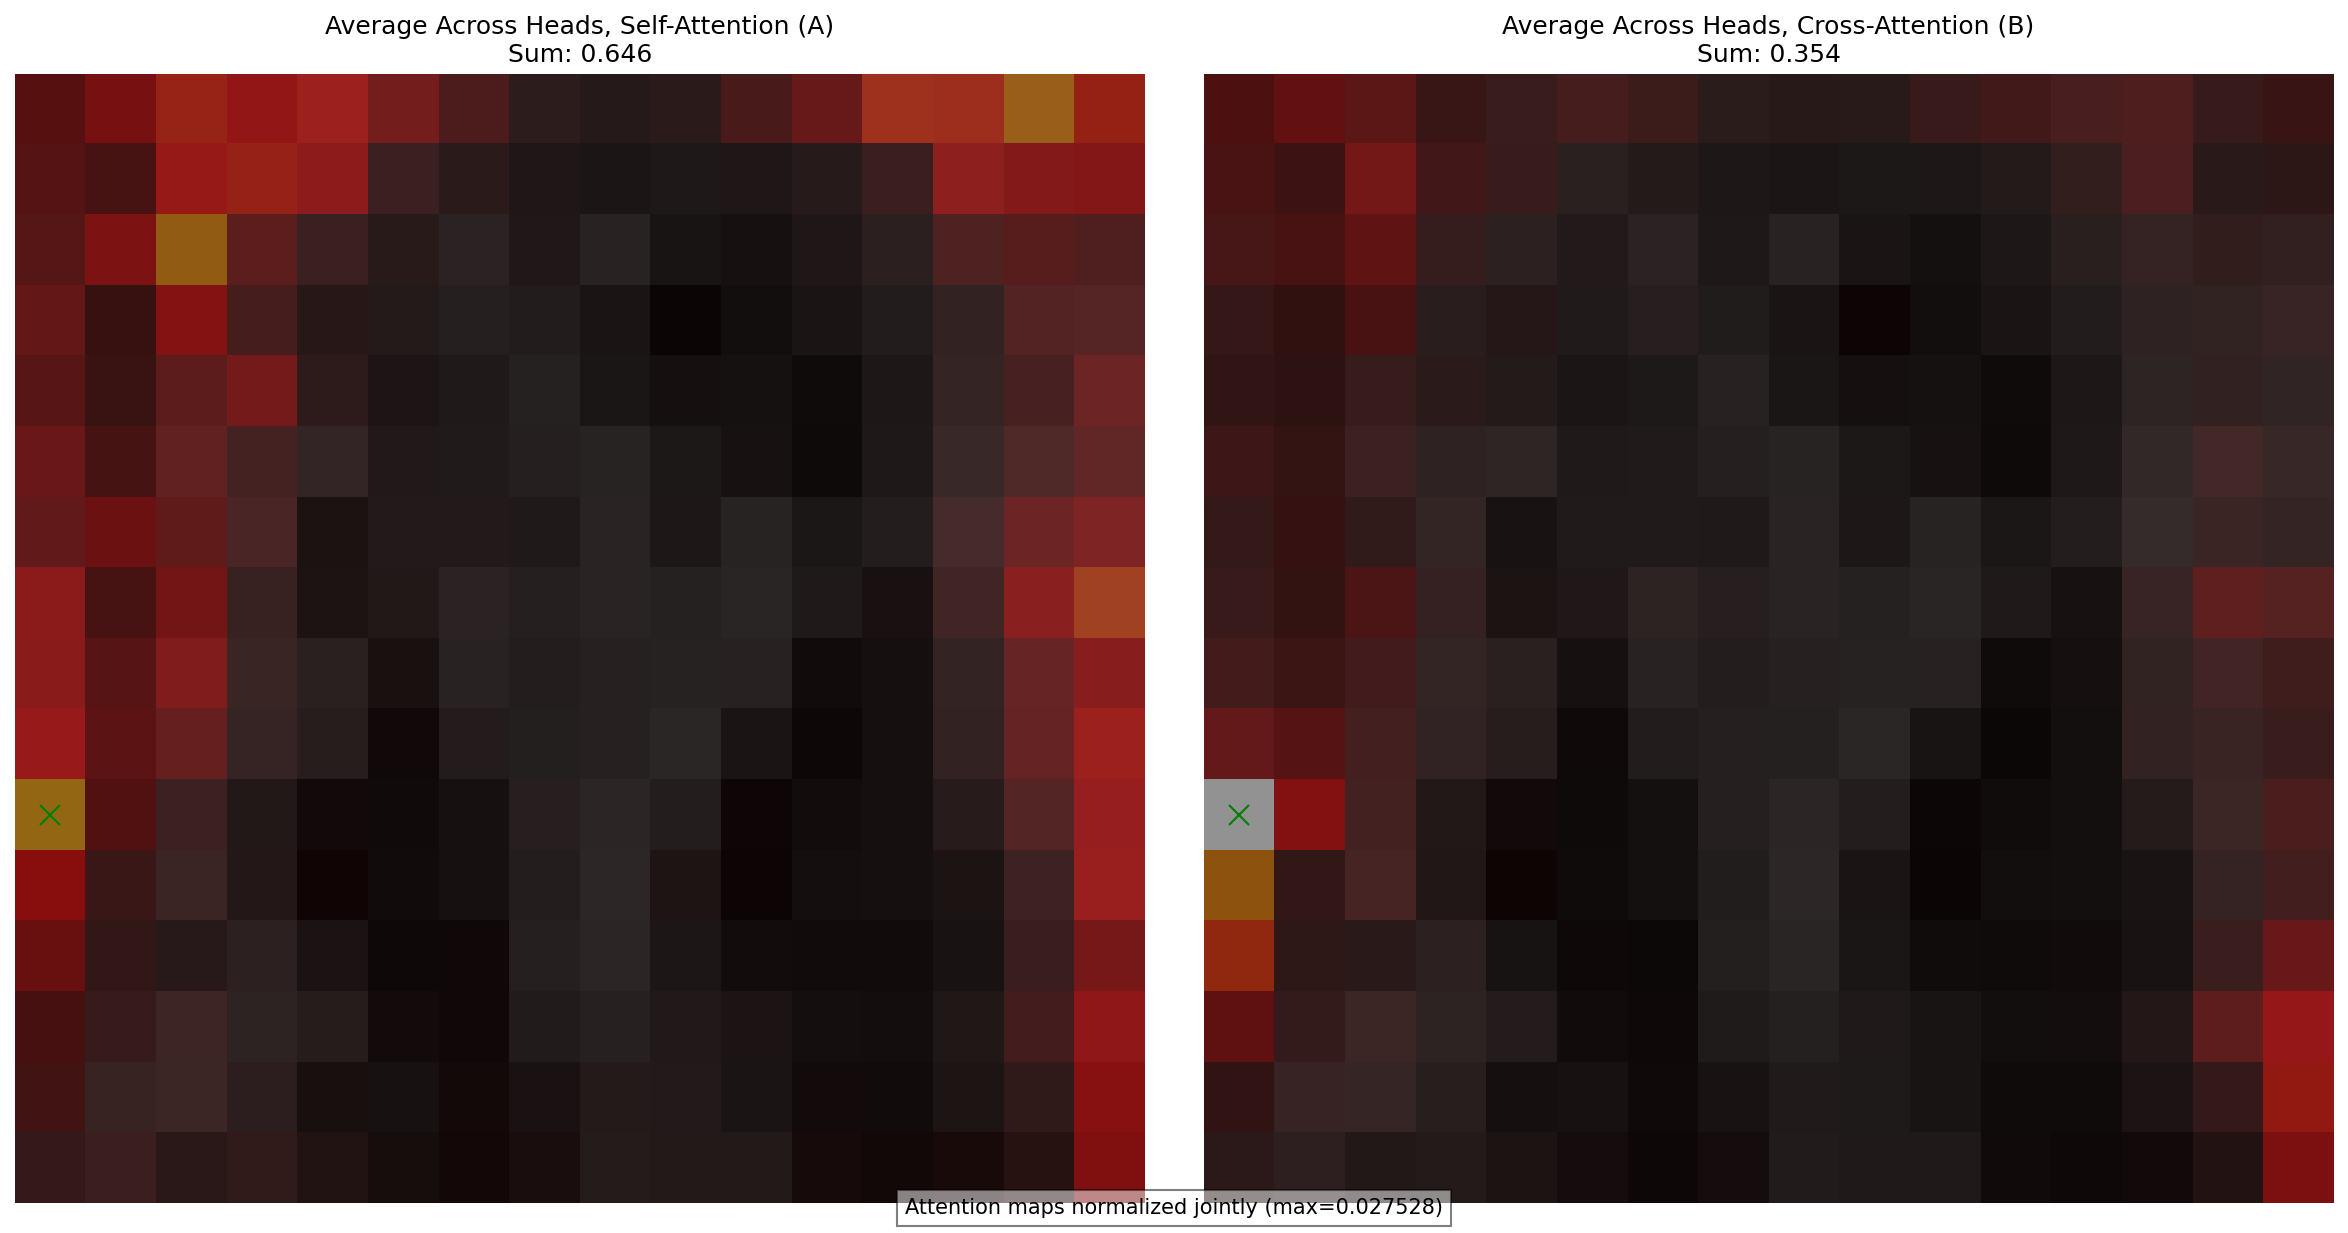 Average Across Heads, Self-Attention (A)
Sum: 0.646
Average Across Heads, Cross-Attention (B)
Sum: 0.354
Attention maps normalized jointly (max=0.027528)